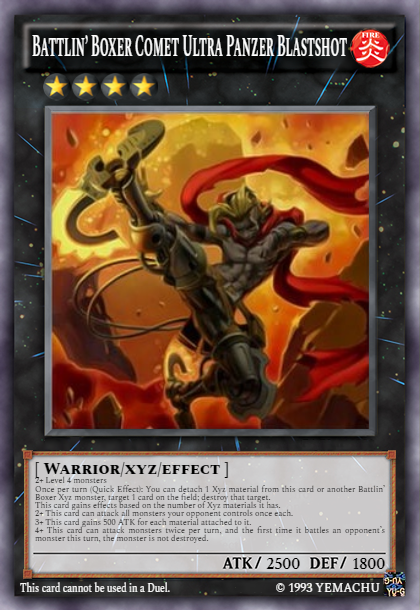 BATTLIN' BOXER COMET ULTRA PANZER BLASTSHOT
FIRE
炎
[ WARRIOR/XYZ/EFFECT ]
2+ Level 4 monsters
Once per turn (Quick Effect): You can detach 1 Xyz material from this card or another Battlin'
Boxer Xyz monster, target 1 card on the field; destroy that target.
This card gains effects based on the number of Xyz materials it has.
2+ This card can attack all monsters your opponent controls once each.
3+ This card gains 500 ATK for each material attached to it.
4+ This card can attack monsters twice per turn, and the first time it battles an opponent's
monster this turn, the monster is not destroyed.
ATK/ 2500 DEF/ 1800
This card cannot be used in a Duel.
© 1993 YEMACHU